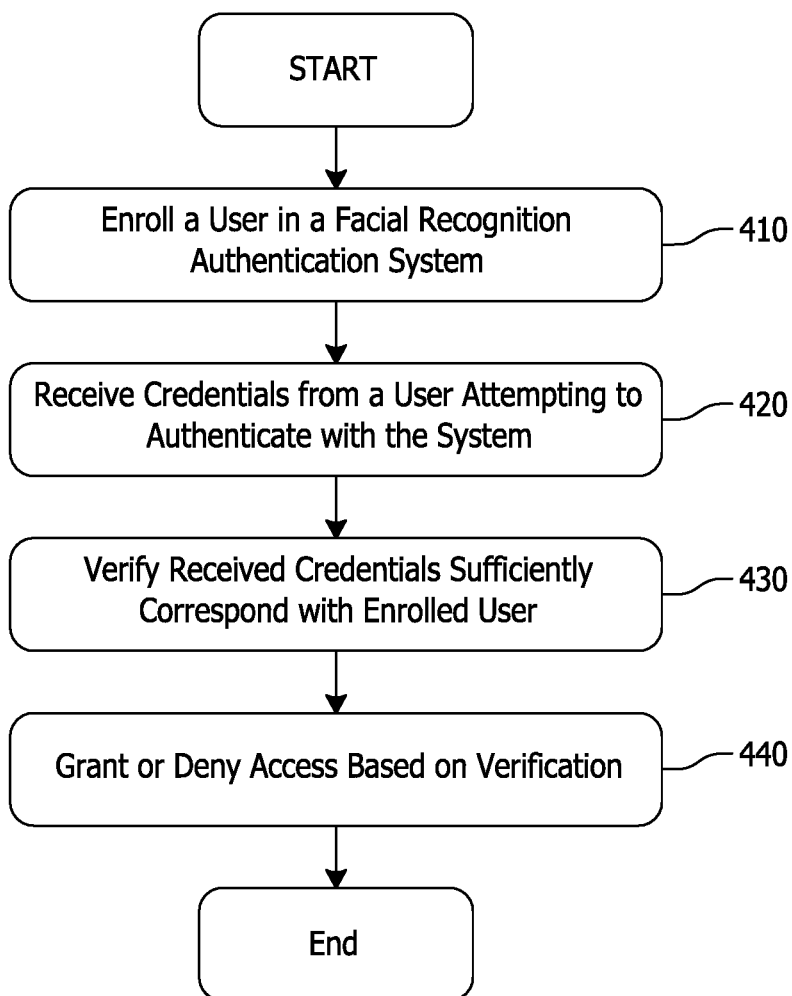 START
Enroll a User in a Facial Recognition
Authentication System
410
Receive Credentials from a User Attempting to
Authenticate with the System
420
Verify Received Credentials Sufficiently
Correspond with Enrolled User
430
Grant or Deny Access Based on Verification
440
End